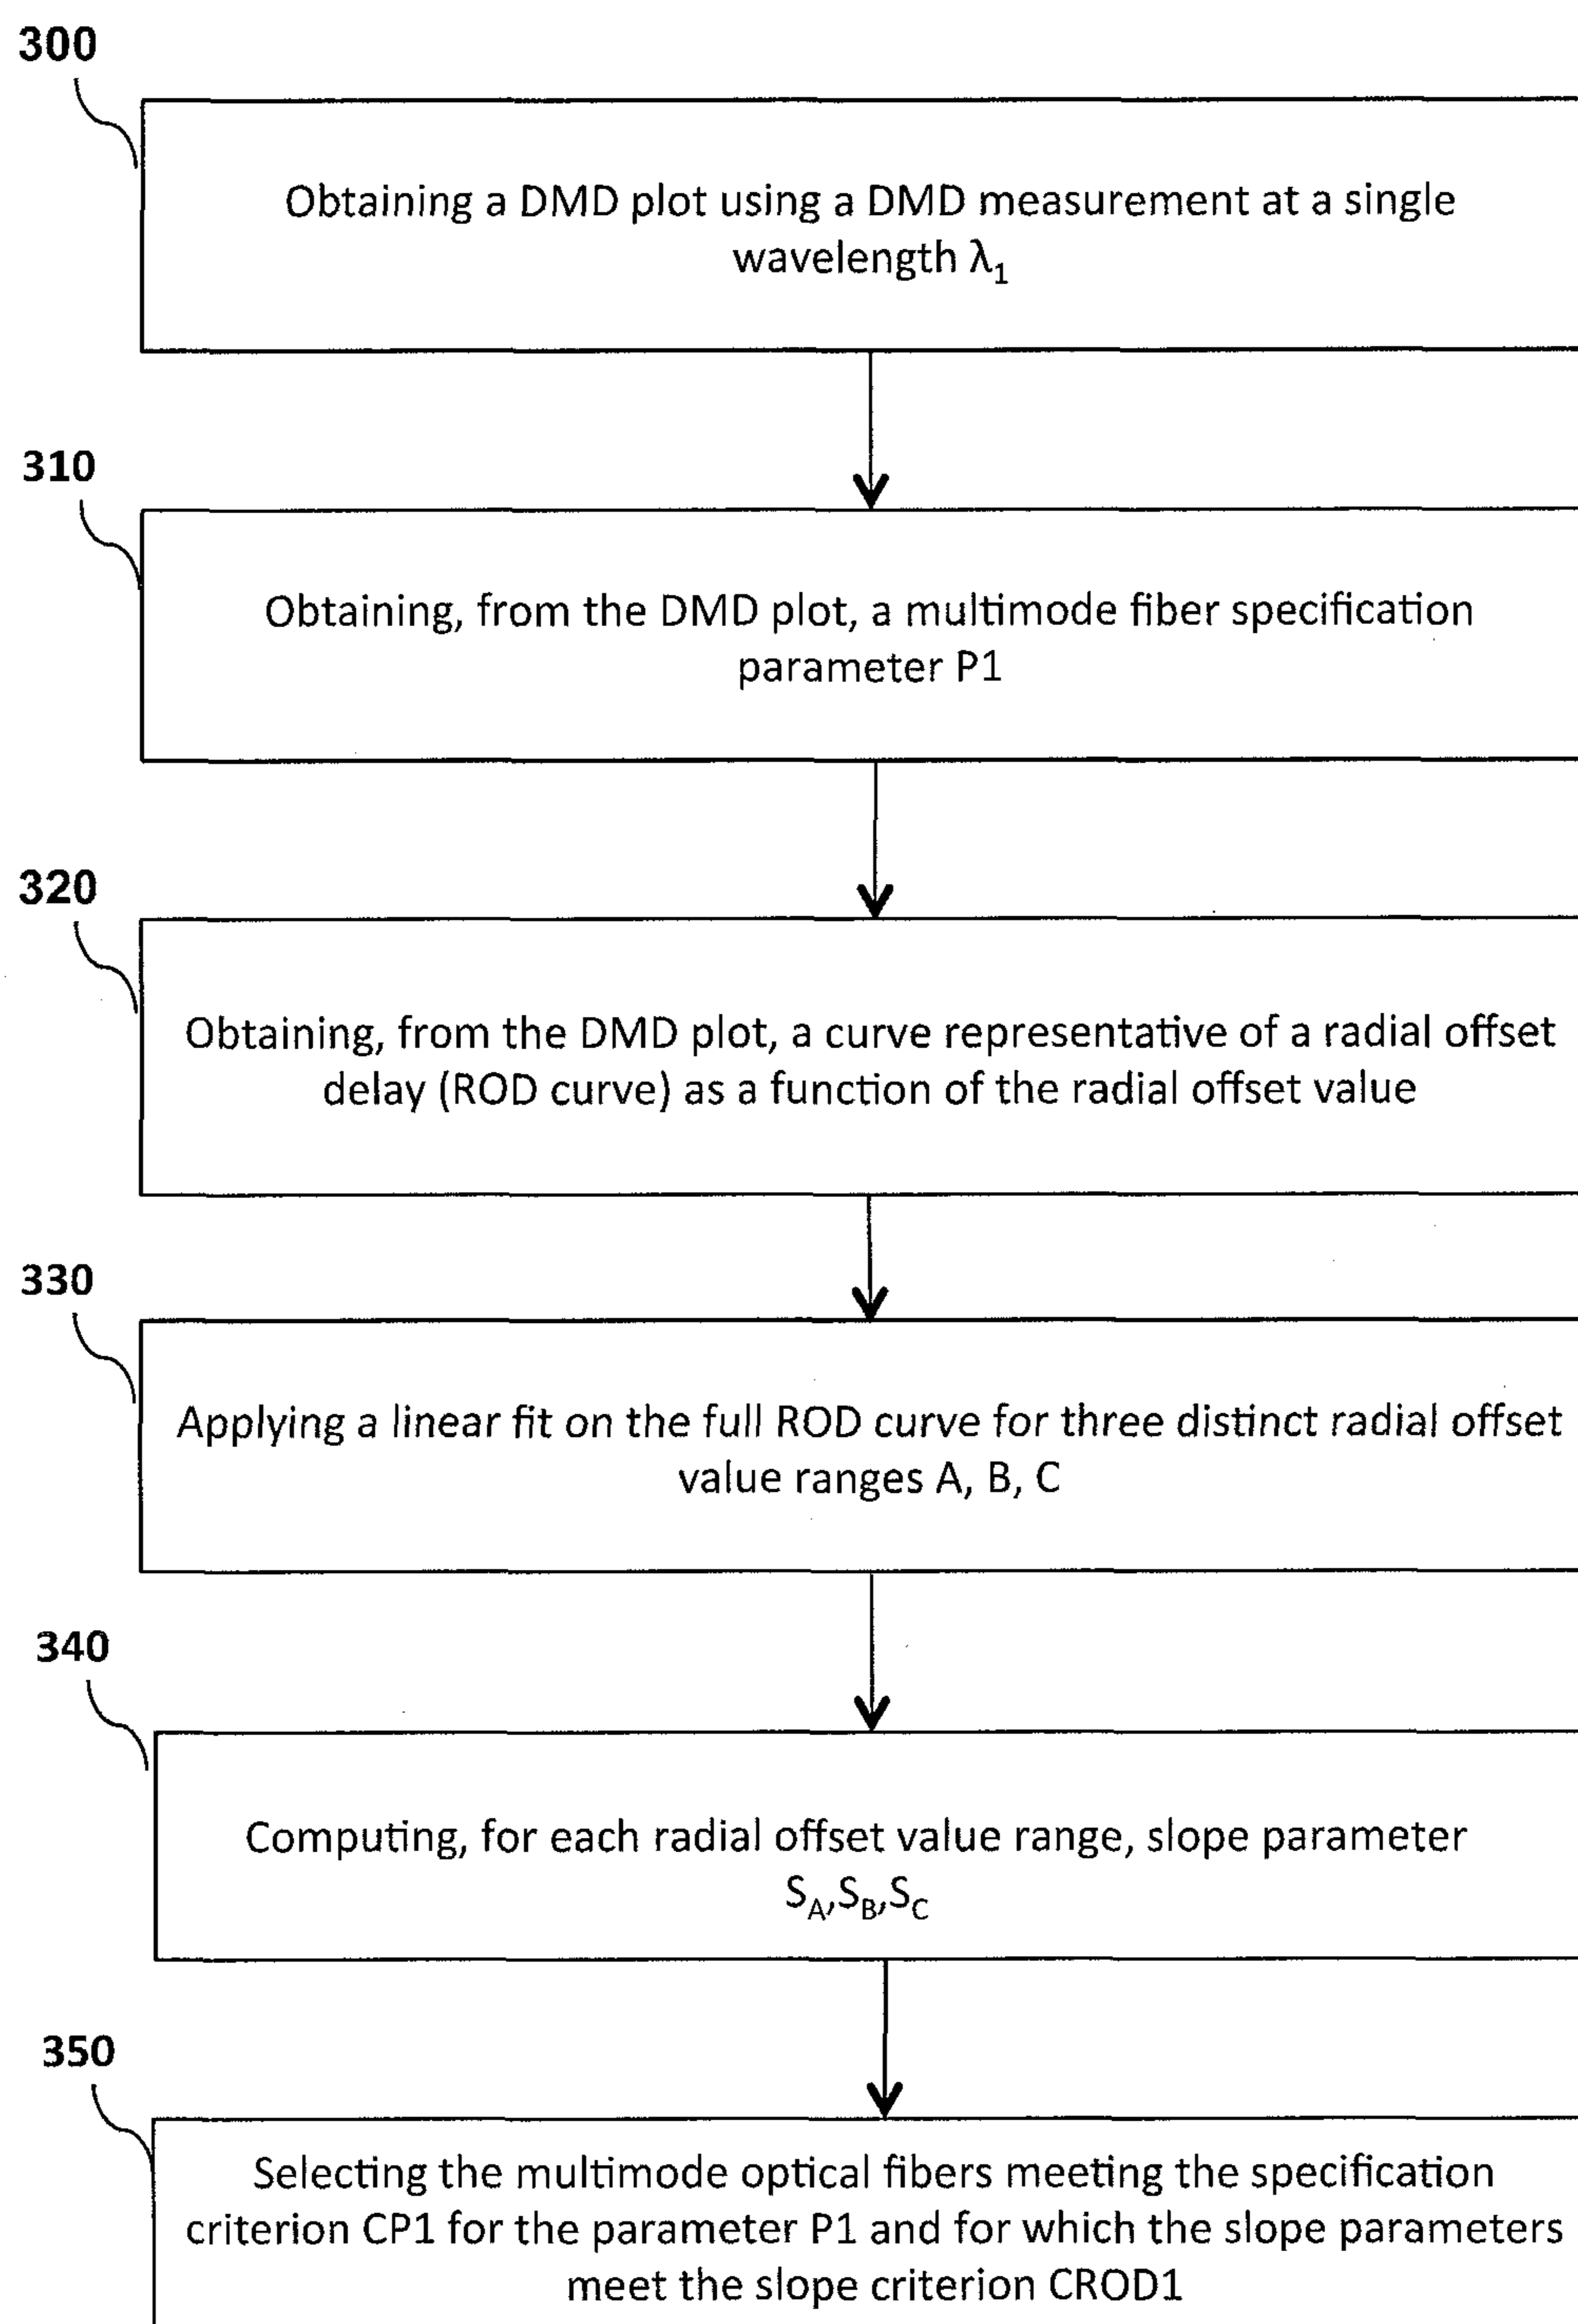 300
Obtaining a DMD plot using a DMD measurement at a single
wavelength λ₁
310
Obtaining, from the DMD plot, a multimode fiber specification
parameter P1
320
Obtaining, from the DMD plot, a curve representative of a radial offset
delay (ROD curve) as a function of the radial offset value
330
Applying a linear fit on the full ROD curve for three distinct radial offset
value ranges A, B, C
340
Computing, for each radial offset value range, slope parameter
S_A,S_B,S_C
350
Selecting the multimode optical fibers meeting the specification
criterion CP1 for the parameter P1 and for which the slope parameters
meet the slope criterion CROD1